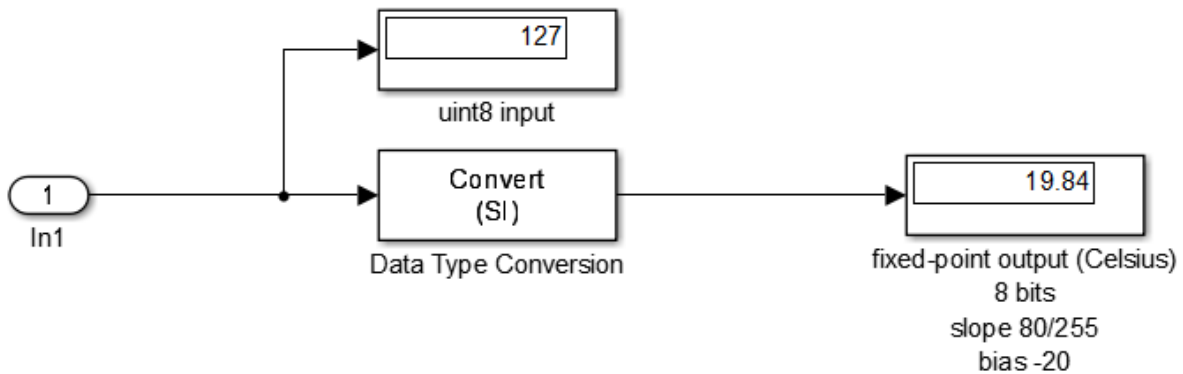 127
uint8 input
1
In1
Convert
(SI)
Data Type Conversion
19.84
fixed-point output (Celsius)
8 bits
slope 80/255
bias -20